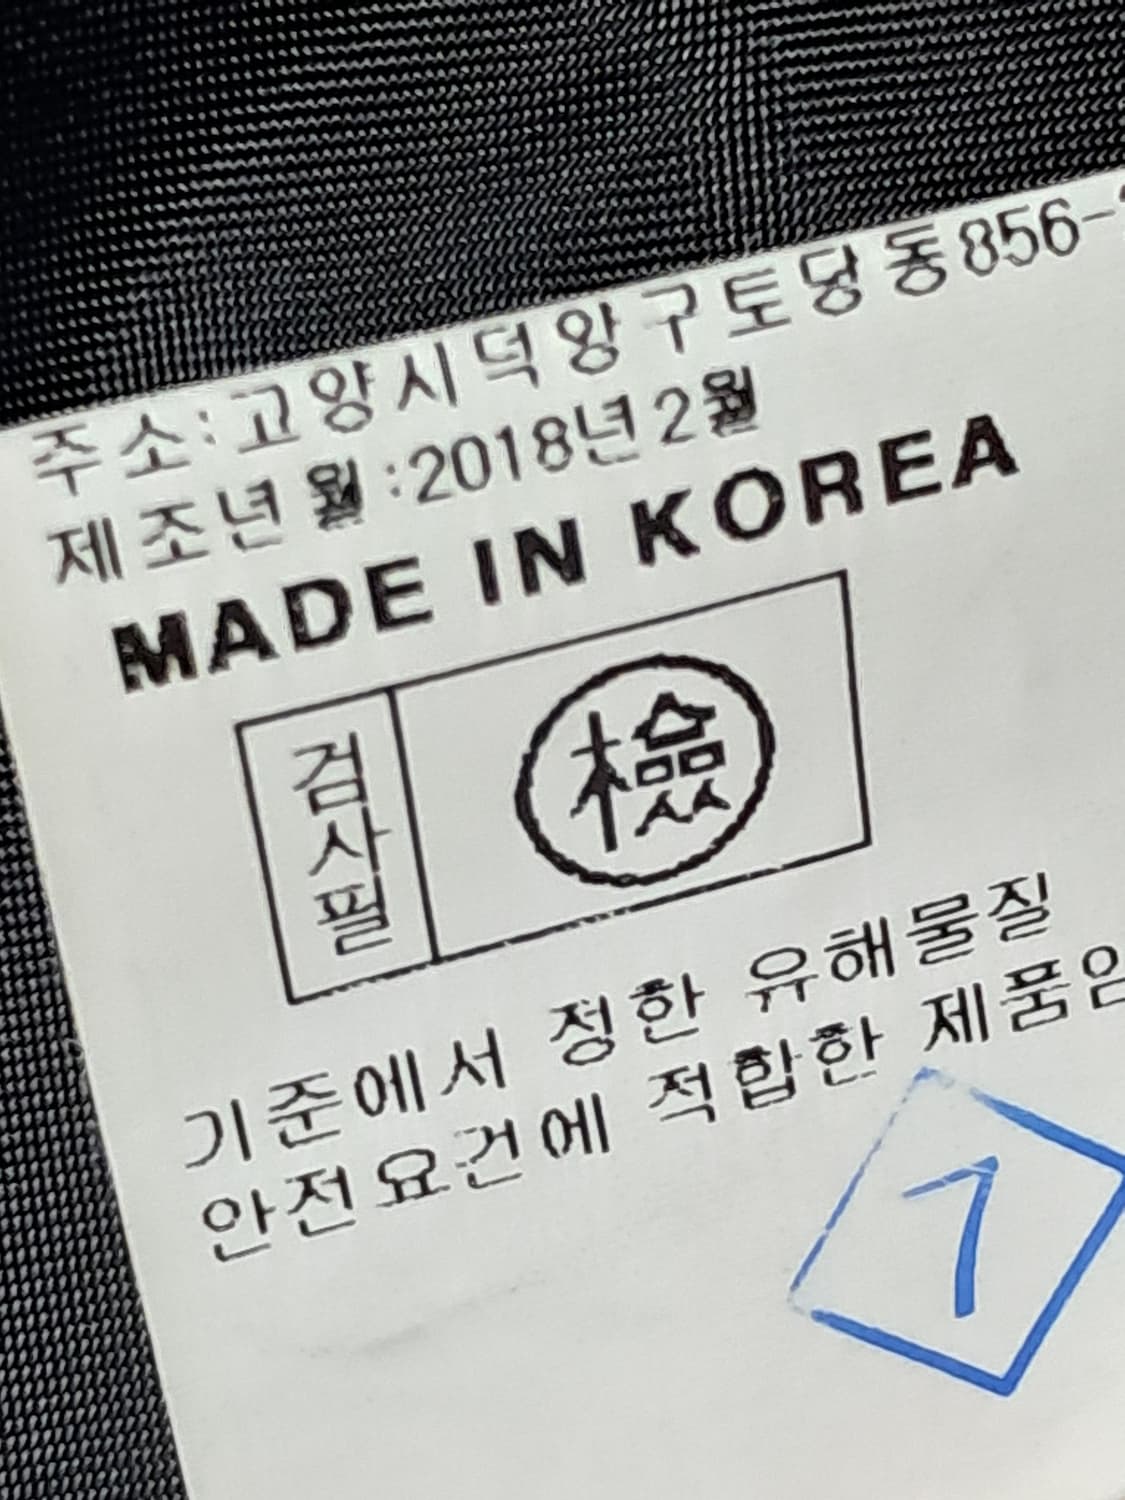 주소:고양시덕양구토당동856-
제조년월:2018년2월
MADE IN KOREA
검사필
檢
기준에서 정한 유해물질
안전요건에 적합한 제품임
7